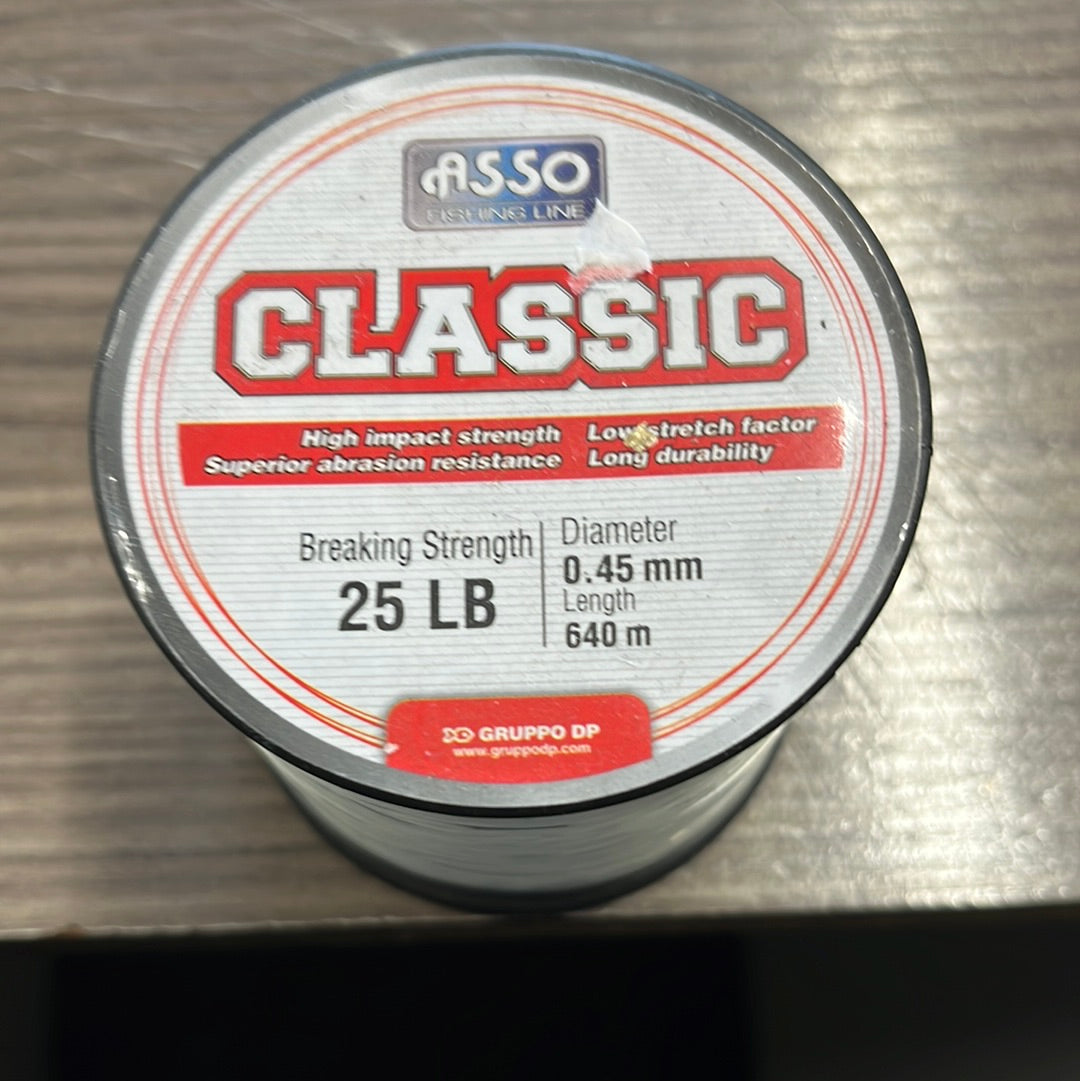 ASSO
FISHING LINE
CLASSIC
High impact strength
Superior abrasion resistance
Low stretch factor
Long durability
Breaking Strength
25 LB
Diameter
0.45 mm
Length
640 m
GRUPPO DP
www.gruppodp.com